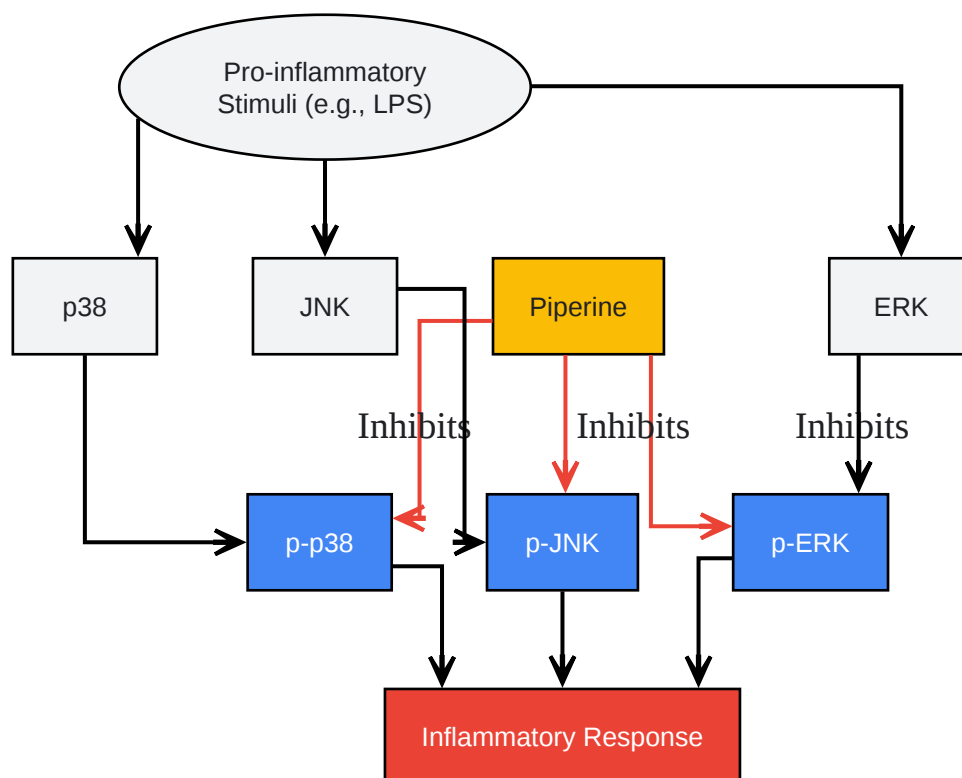 Pro-inflammatory
Stimuli (e.g., LPS)
p38
JNK
Piperine
ERK
Inhibits
Inhibits
Inhibits
p-p38
p-JNK
p-ERK
Inflammatory Response